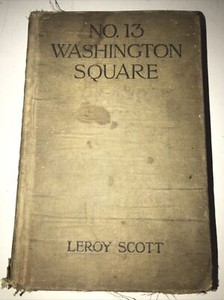 NO. 13
WASHINGTON
SQUARE
LEROY SCOTT